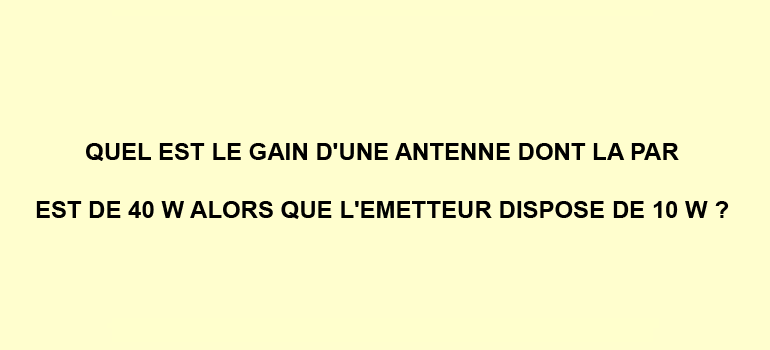 QUEL EST LE GAIN D'UNE ANTENNE DONT LA PAR
EST DE 40 W ALORS QUE L'EMETTEUR DISPOSE DE 10 W ?